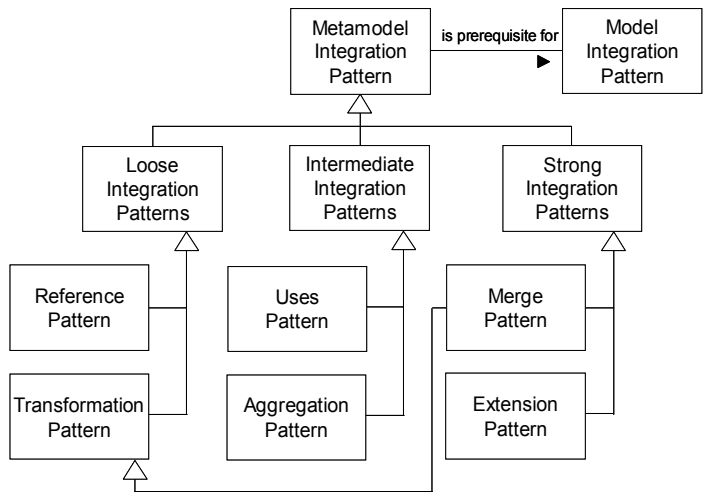 Metamodel
Integration
Pattern
is prerequisite for
Model
Integration
Pattern
Loose
Integration
Patterns
Intermediate
Integration
Patterns
Strong
Integration
Patterns
Reference
Pattern
Uses
Pattern
Merge
Pattern
Transformation
Pattern
Aggregation
Pattern
Extension
Pattern